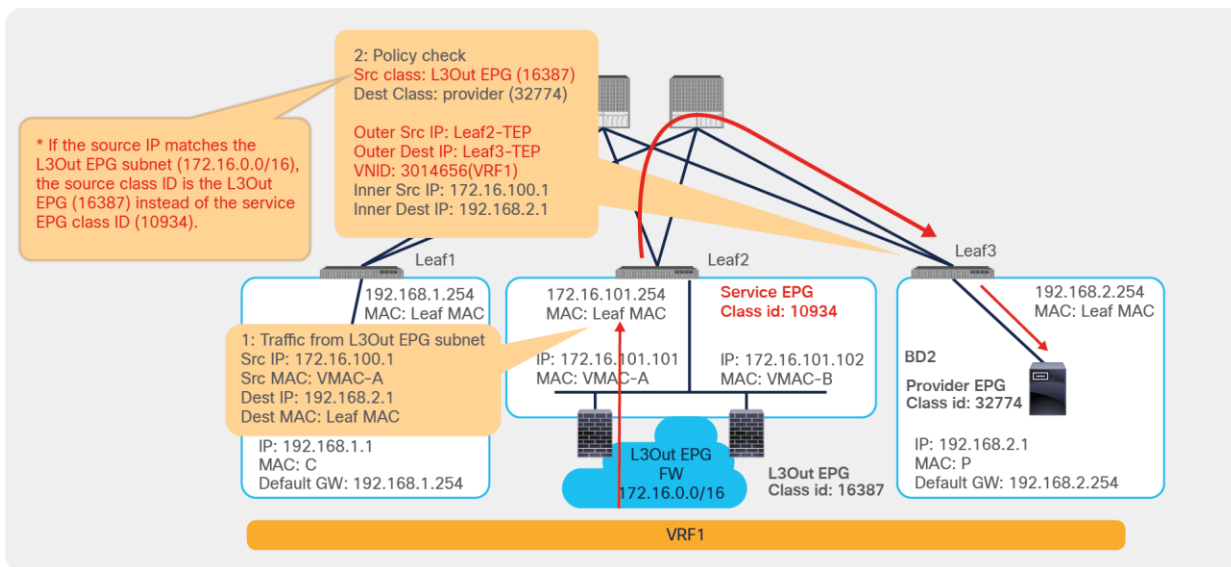 2: Policy check
Src class: L3Out EPG (16387)
Dest Class: provider (32774)
Outer Src IP: Leaf2-TEP
Outer Dest IP: Leaf3-TEP
VNID: 3014656(VRF1)
Inner Src IP: 172.16.100.1
Inner Dest IP: 192.168.2.1
* If the source IP matches the
L3Out EPG subnet (172.16.0.0/16),
the source class ID is the L3Out
EPG (16387) instead of the service
EPG class ID (10934).
Leaf1
Leaf2
Leaf3
192.168.1.254
MAC: Leaf MAC
1: Traffic from L3Out EPG subnet
Src IP: 172.16.100.1
Src MAC: VMAC-A
Dest IP: 192.168.2.1
Dest MAC: Leaf MAC
IP: 192.168.1.1
MAC: C
Default GW: 192.168.1.254
172.16.101.254
MAC: Leaf MAC
Service EPG
Class id: 10934
IP: 172.16.101.101
MAC: VMAC-A
IP: 172.16.101.102
MAC: VMAC-B
L3Out EPG
FW
172.16.0.0/16
L3Out EPG
Class id: 16387
192.168.2.254
MAC: Leaf MAC
BD2
Provider EPG
Class id: 32774
IP: 192.168.2.1
MAC: P
Default GW: 192.168.2.254
VRF1